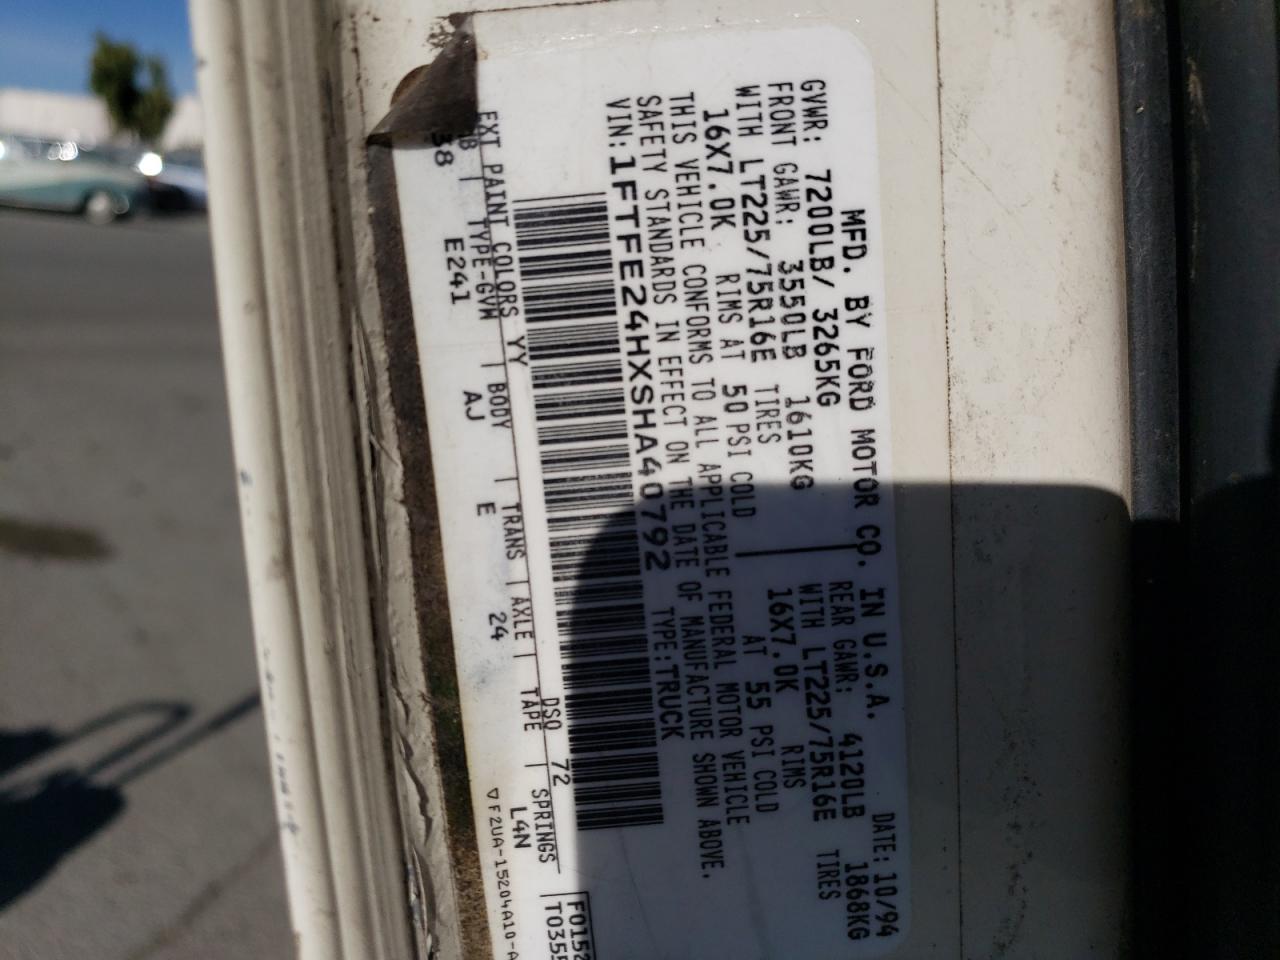 MFD. BY FORD MOTOR CO. IN U.S.A.
DATE: 10/94
GVWR: 7200LB/ 3265KG
FRONT GAWR: 3550LB 1610KG
WITH LT225/75R16E TIRES
16X7.0K RIMS AT 50 PSI COLD
REAR GAWR: 4120LB 1868KG
WITH LT225/75R16E TIRES
16X7.0K RIMS
AT 55 PSI COLD
THIS VEHICLE CONFORMS TO ALL APPLICABLE FEDERAL MOTOR VEHICLE
SAFETY STANDARDS IN EFFECT ON THE DATE OF MANUFACTURE SHOWN ABOVE.
VIN: 1FTFE24HXSHA40792 TYPE: TRUCK
EXT PAINT COLORS YY DSO 72
TYPE-GVW | BODY | TRANS | AXLE | TAPE | SPRINGS
38 E241 AJ E 24 L4N
F2UA-15204A10-A